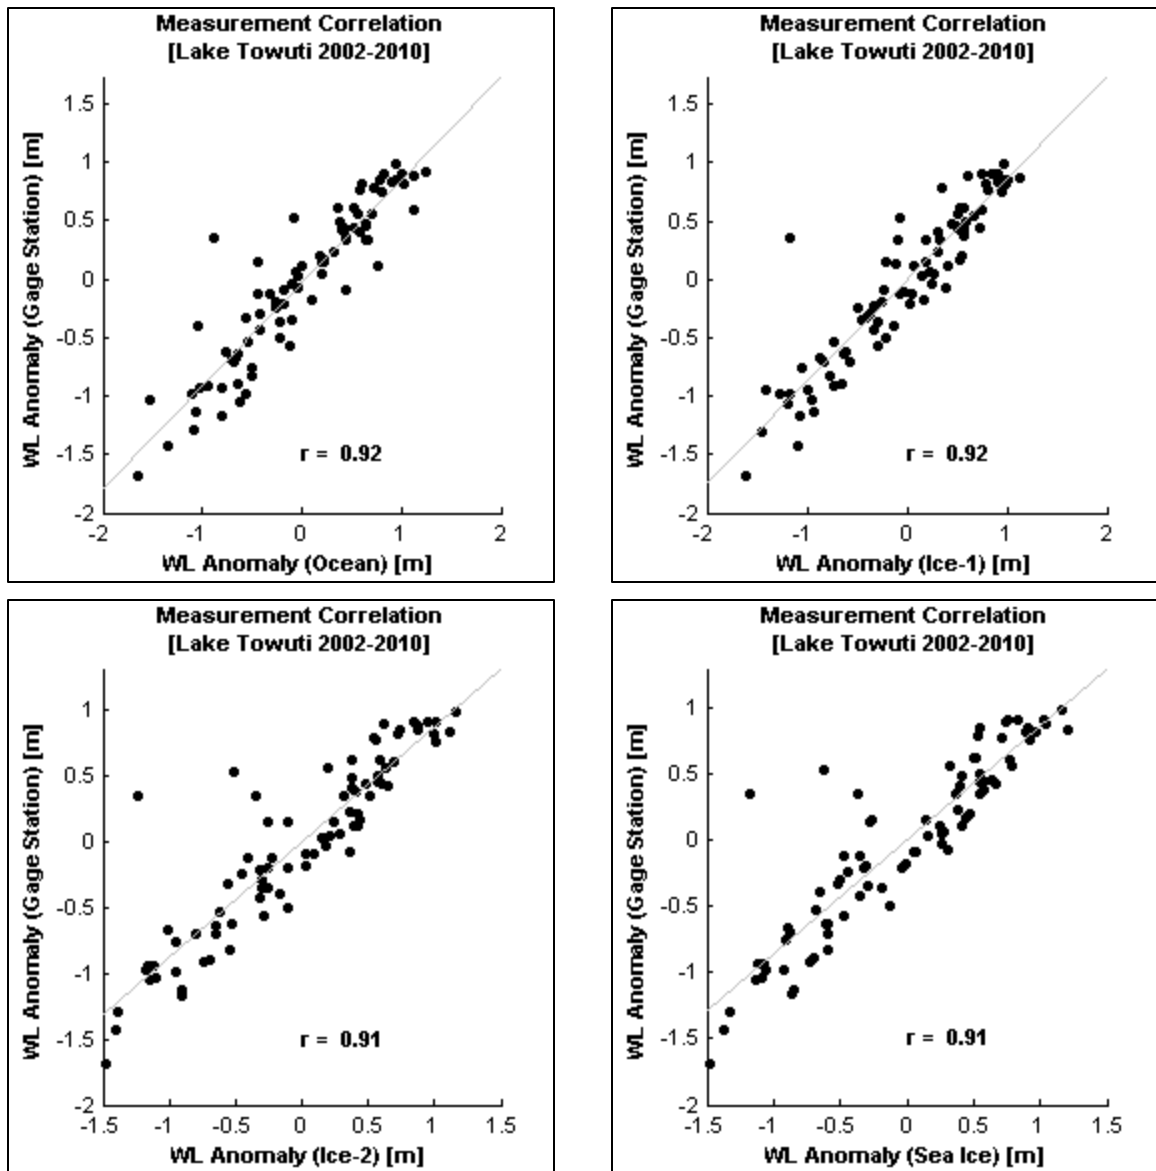 Measurement Correlation
[Lake Towuti 2002-2010]
WL Anomaly (Gage Station) [m]
1.5
1
0.5
0
-0.5
-1
-1.5
-2
r = 0.92
-2
-1
0
1
2
WL Anomaly (Ocean) [m]
Measurement Correlation
[Lake Towuti 2002-2010]
WL Anomaly (Gage Station) [m]
1.5
1
0.5
0
-0.5
-1
-1.5
-2
r = 0.92
-2
-1
0
1
2
WL Anomaly (Ice-1) [m]
Measurement Correlation
[Lake Towuti 2002-2010]
WL Anomaly (Gage Station) [m]
1
0.5
0
-0.5
-1
-1.5
-2
r = 0.91
-1.5
-1
-0.5
0
0.5
1
1.5
WL Anomaly (Ice-2) [m]
Measurement Correlation
[Lake Towuti 2002-2010]
WL Anomaly (Gage Station) [m]
1
0.5
0
-0.5
-1
-1.5
-2
r = 0.91
-1.5
-1
-0.5
0
0.5
1
1.5
WL Anomaly (Sea Ice) [m]